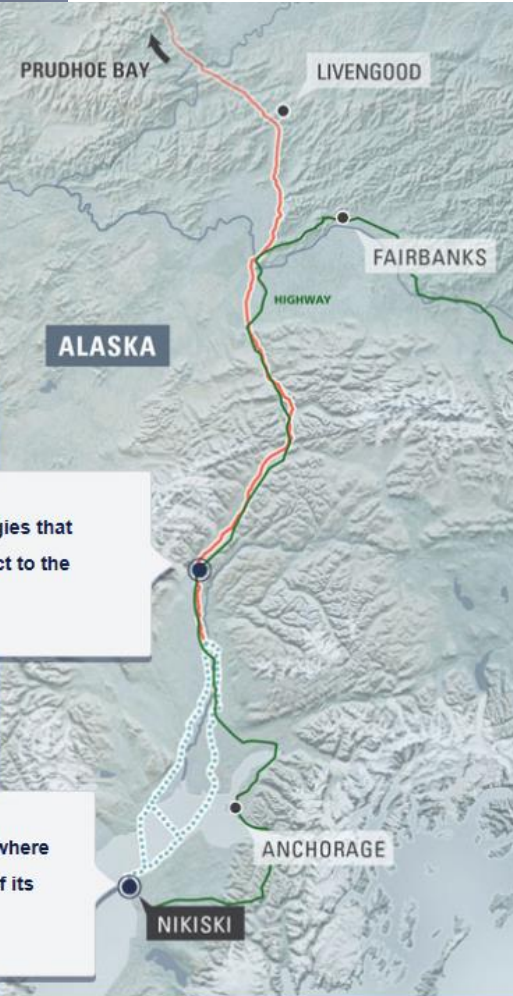 PRUDHOE BAY
LIVENGOOD
FAIRBANKS
HIGHWAY
ALASKA
gies that
ct to the
where
f its
ANCHORAGE
NIKISKI